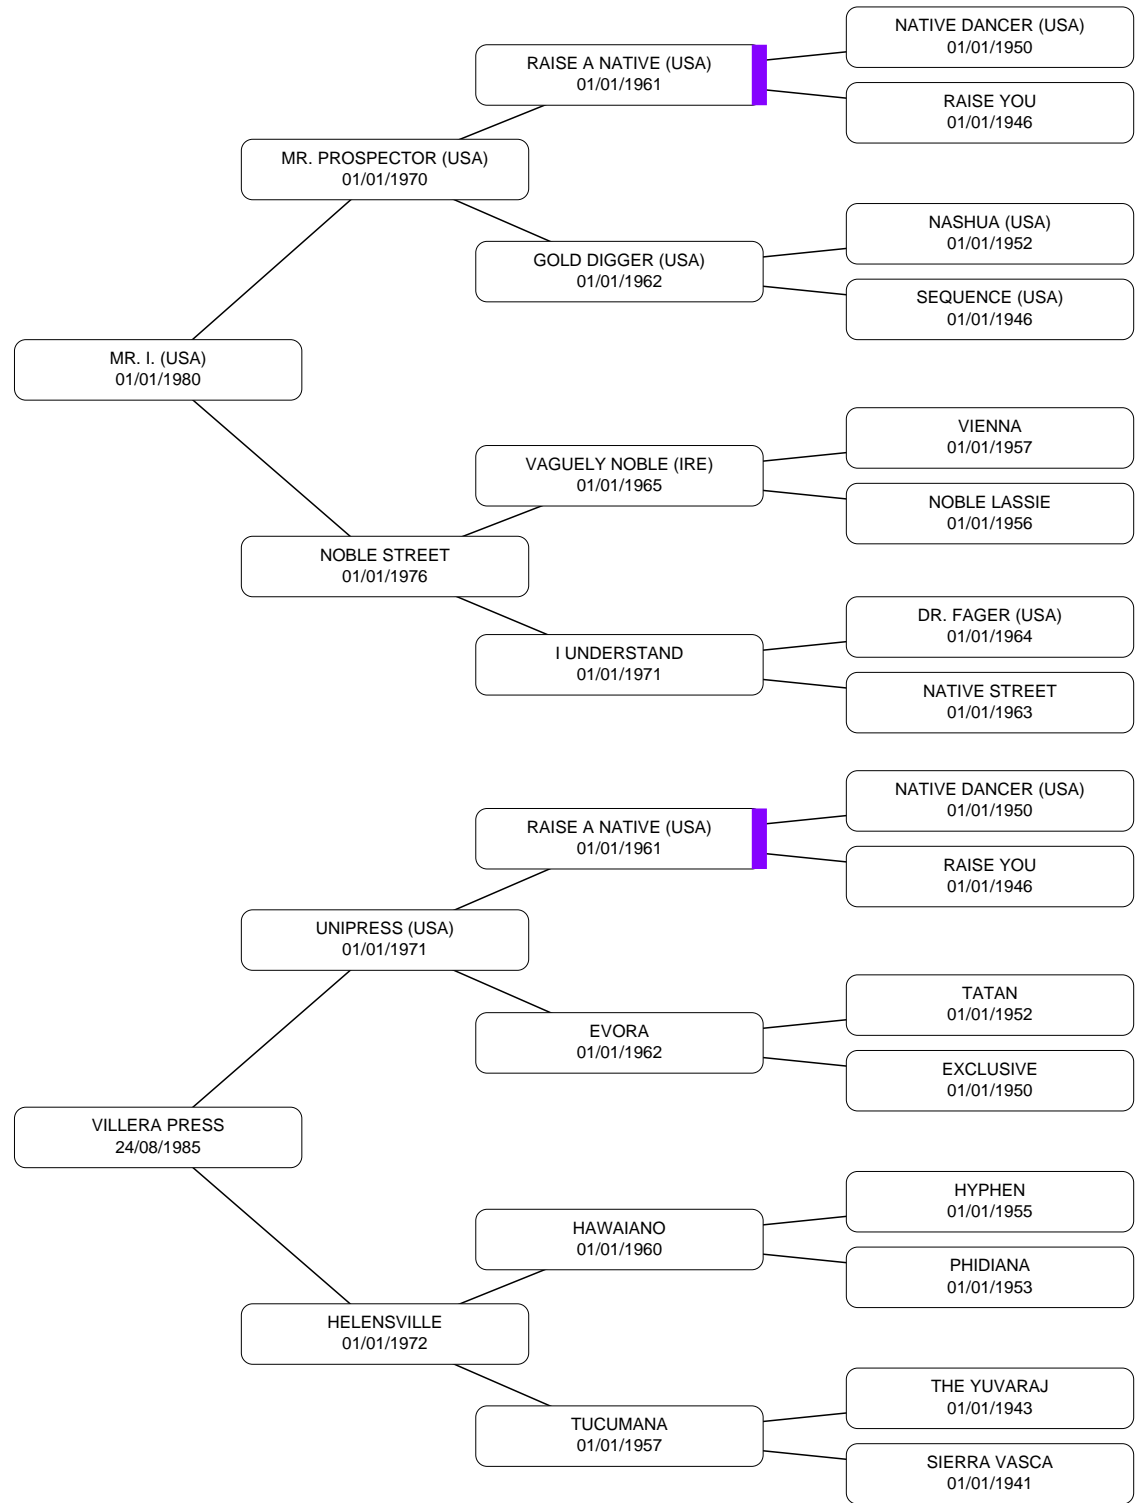 NATIVE DANCER (USA)
01/01/1950
RAISE A NATIVE (USA)
01/01/1961
RAISE YOU
01/01/1946
MR. PROSPECTOR (USA)
01/01/1970
NASHUA (USA)
01/01/1952
GOLD DIGGER (USA)
01/01/1962
SEQUENCE (USA)
01/01/1946
MR. I. (USA)
01/01/1980
VIENNA
01/01/1957
VAGUELY NOBLE (IRE)
01/01/1965
NOBLE LASSIE
01/01/1956
NOBLE STREET
01/01/1976
DR. FAGER (USA)
01/01/1964
I UNDERSTAND
01/01/1971
NATIVE STREET
01/01/1963
NATIVE DANCER (USA)
01/01/1950
RAISE A NATIVE (USA)
01/01/1961
RAISE YOU
01/01/1946
UNIPRESS (USA)
01/01/1971
TATAN
01/01/1952
EVORA
01/01/1962
EXCLUSIVE
01/01/1950
VILLERA PRESS
24/08/1985
HYPHEN
01/01/1955
HAWAIANO
01/01/1960
PHIDIANA
01/01/1953
HELENSVILLE
01/01/1972
THE YUVARAJ
01/01/1943
TUCUMANA
01/01/1957
SIERRA VASCA
01/01/1941